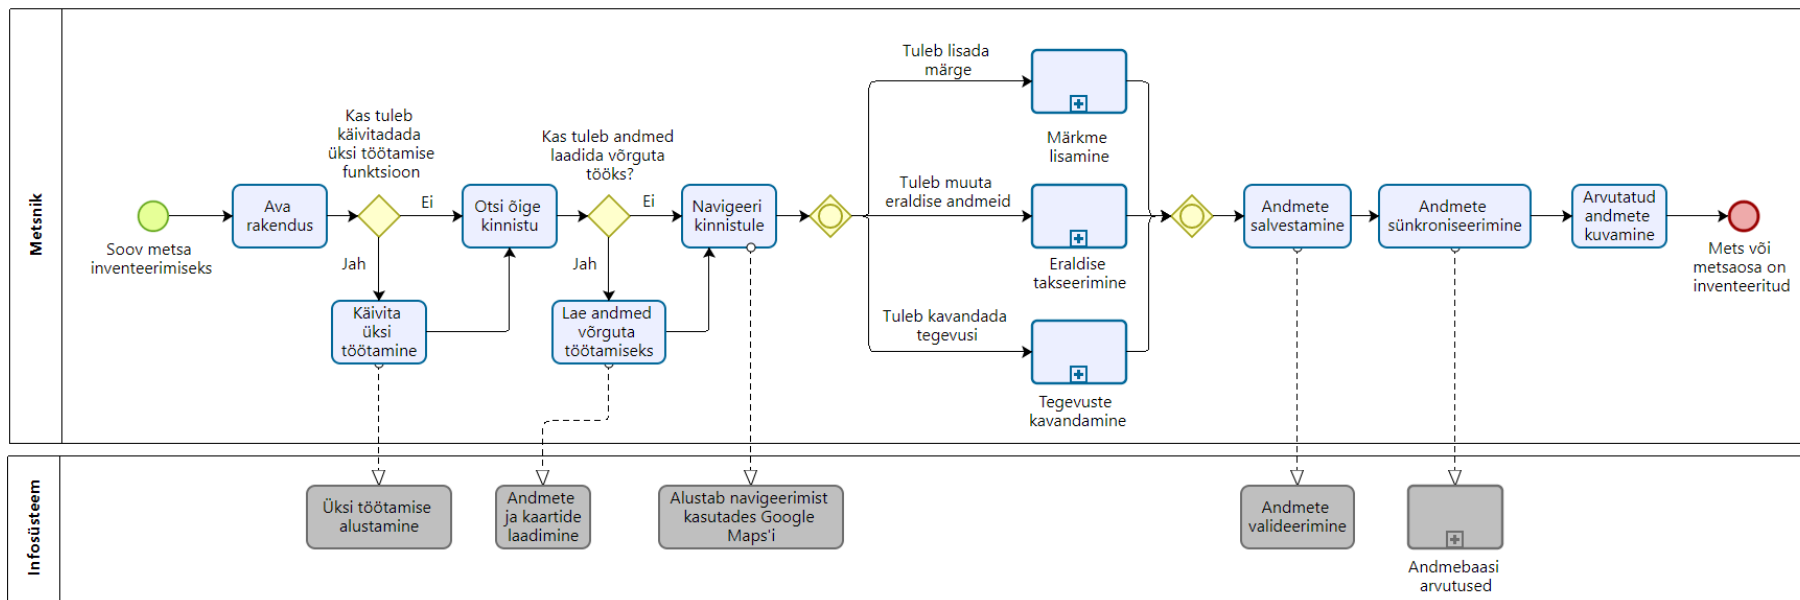 Metsnik
Soov metsa
inventeerimiseks
Ava
rakendus
Kas tuleb
käivitadada
üksi töötamise
funktsioon
Ei
Jah
Käivita
üksi
töötamine
Otsi õige
kinnistu
Kas tuleb andmed
laadida võrguta
tööks?
Ei
Jah
Lae andmed
võrguta
töötamiseks
Navigeeri
kinnistule
Tuleb lisada
märge
Märkme
lisamine
Tuleb muuta
eraldise andmeid
Eraldise
takseerimine
Tuleb kavandada
tegevusi
Tegevuste
kavandamine
Andmete
salvestamine
Andmete
sünkroniseerimine
Arvutatud
andmete
kuvamine
Mets või
metsaosa on
inventeeritud
Infosüsteem
Üksi töötamise
alustamine
Andmete
ja kaartide
laadimine
Alustab navigeerimist
kasutades Google
Maps'i
Andmete
valideerimine
Andmebaasi
arvutused